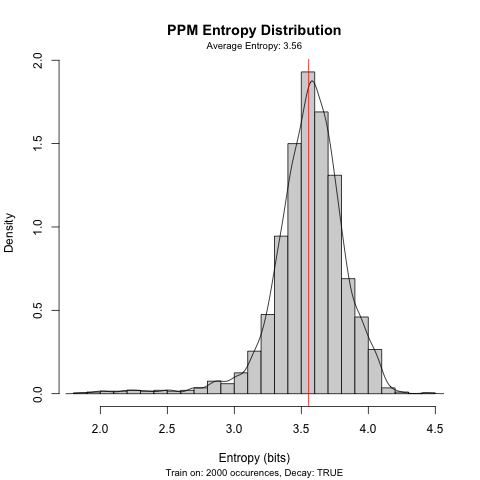 PPM Entropy Distribution
Average Entropy: 3.56
2.0
1.5
1.0
0.5
0.0
Density
2.0 2.5 3.0 3.5 4.0 4.5
Entropy (bits)
Train on: 2000 occurences, Decay: TRUE